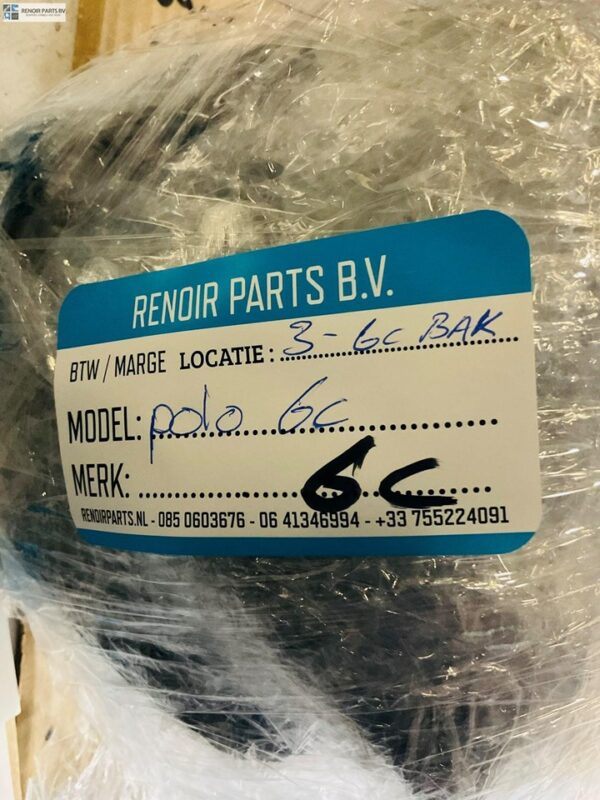 RENOIR PARTS BV
RENOIR PARTS B.V.
BTW / MARGE LOCATIE: 3-6C BAK
MODEL: polo 6c
MERK: 6C
RENOIRPARTS.NL - 085 0603676 - 06 41346994 - +33 755224091